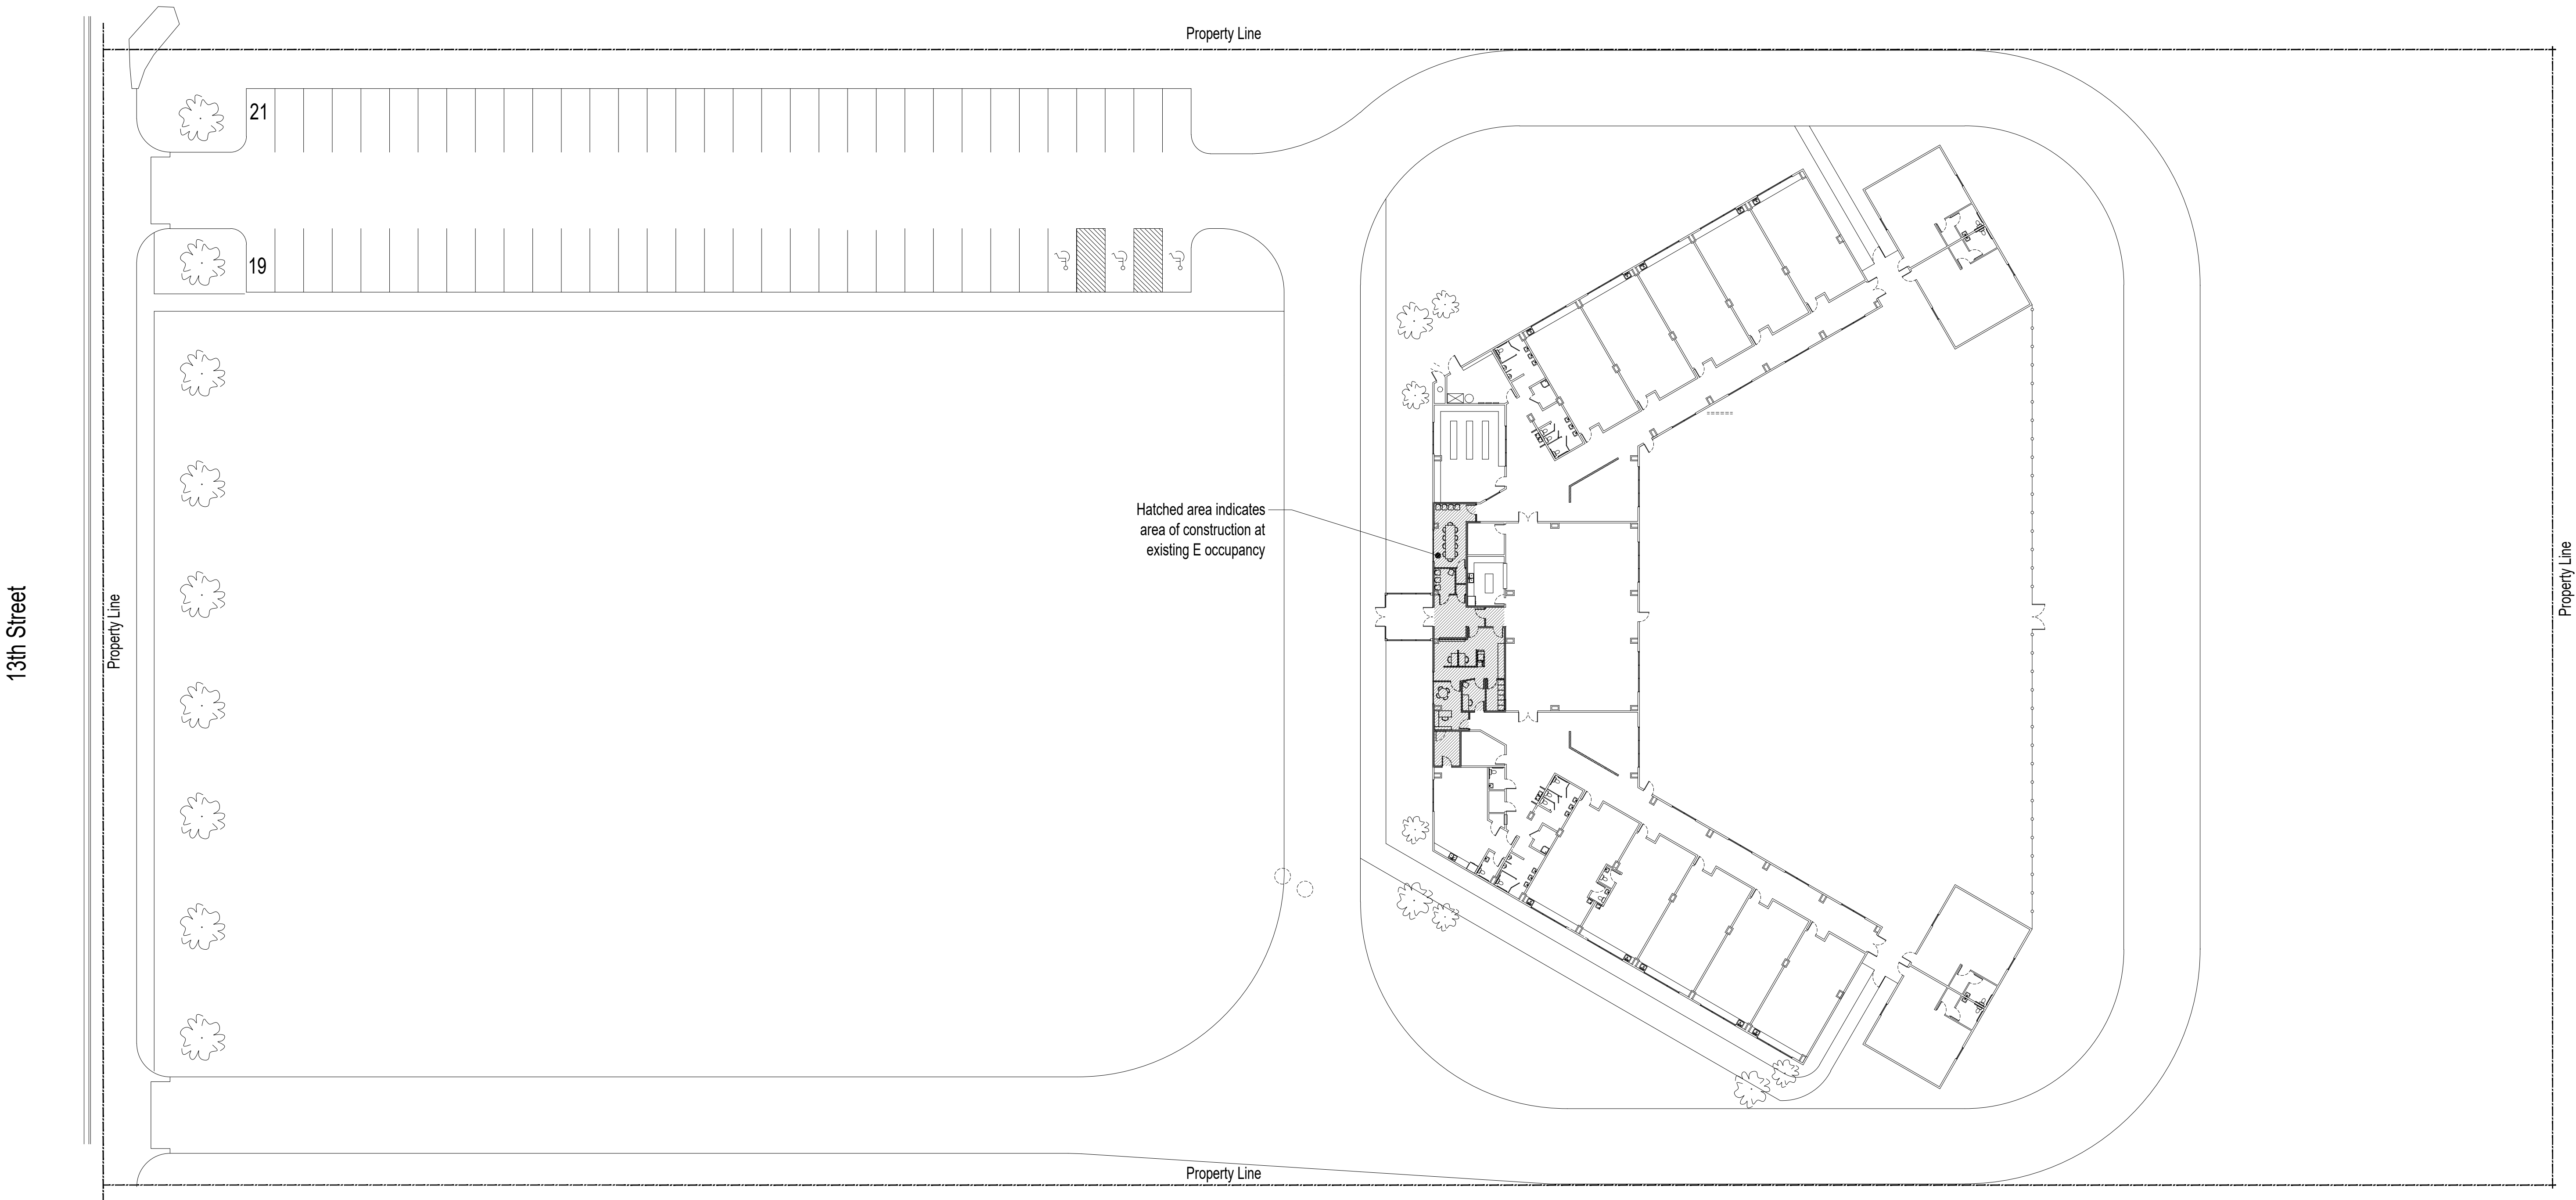 Property Line
21
19
Hatched area indicates
area of construction at
existing E occupancy
13th Street
Property Line
Property Line
Property Line